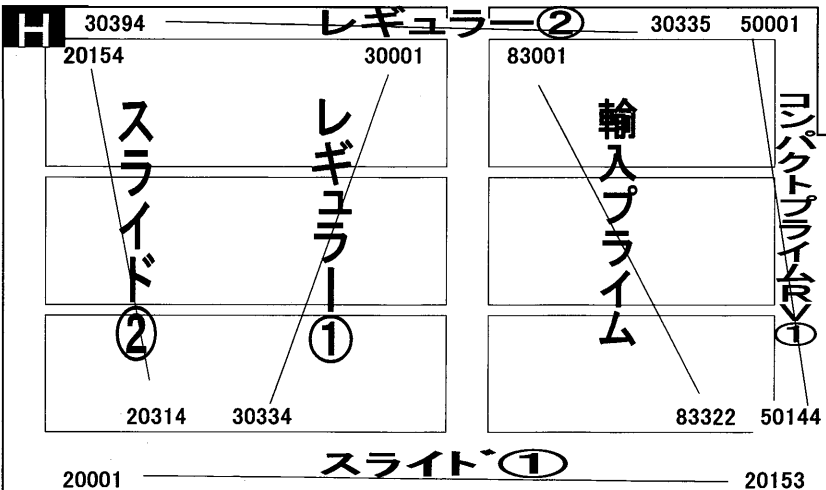 H
30394
レギュラー②
30335
50001
20154
30001
83001
スライド②
レギュラー①
輸入プライム
コンパクトプライムRV①
20314
30334
83322
50144
スライド①
20001
20153